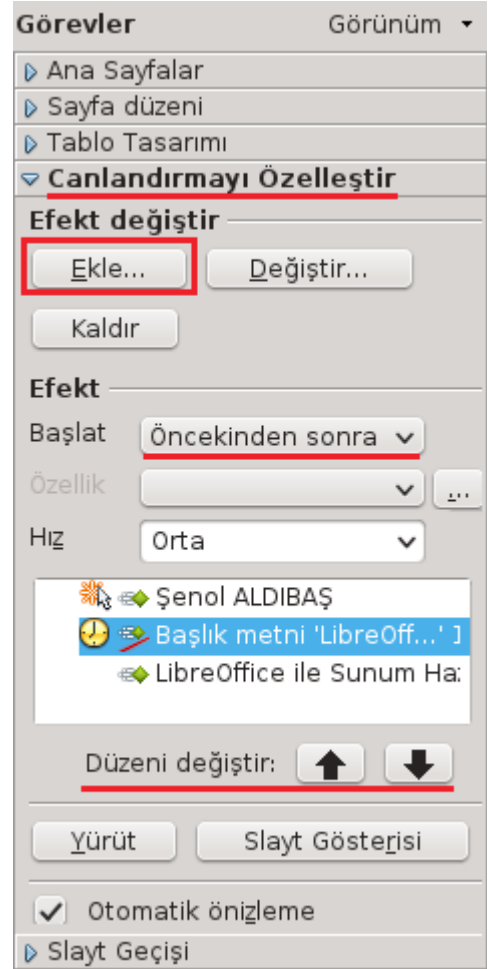 Görevler Görünüm
Ana Sayfalar
Sayfa düzeni
Tablo Tasarımı
Canlandırmayı Özelleştir
Efekt değiştir
Ekle... Değiştir...
Kaldır
Efekt
Başlat Öncekinden sonra
Özellik ...
Hız Orta
Şenol ALDIBAŞ
Başlık metni 'LibreOff...'
LibreOffice ile Sunum Ha
Düzeni değiştir:
Yürüt Slayt Gösterisi
Otomatik önizleme
Slayt Geçişi